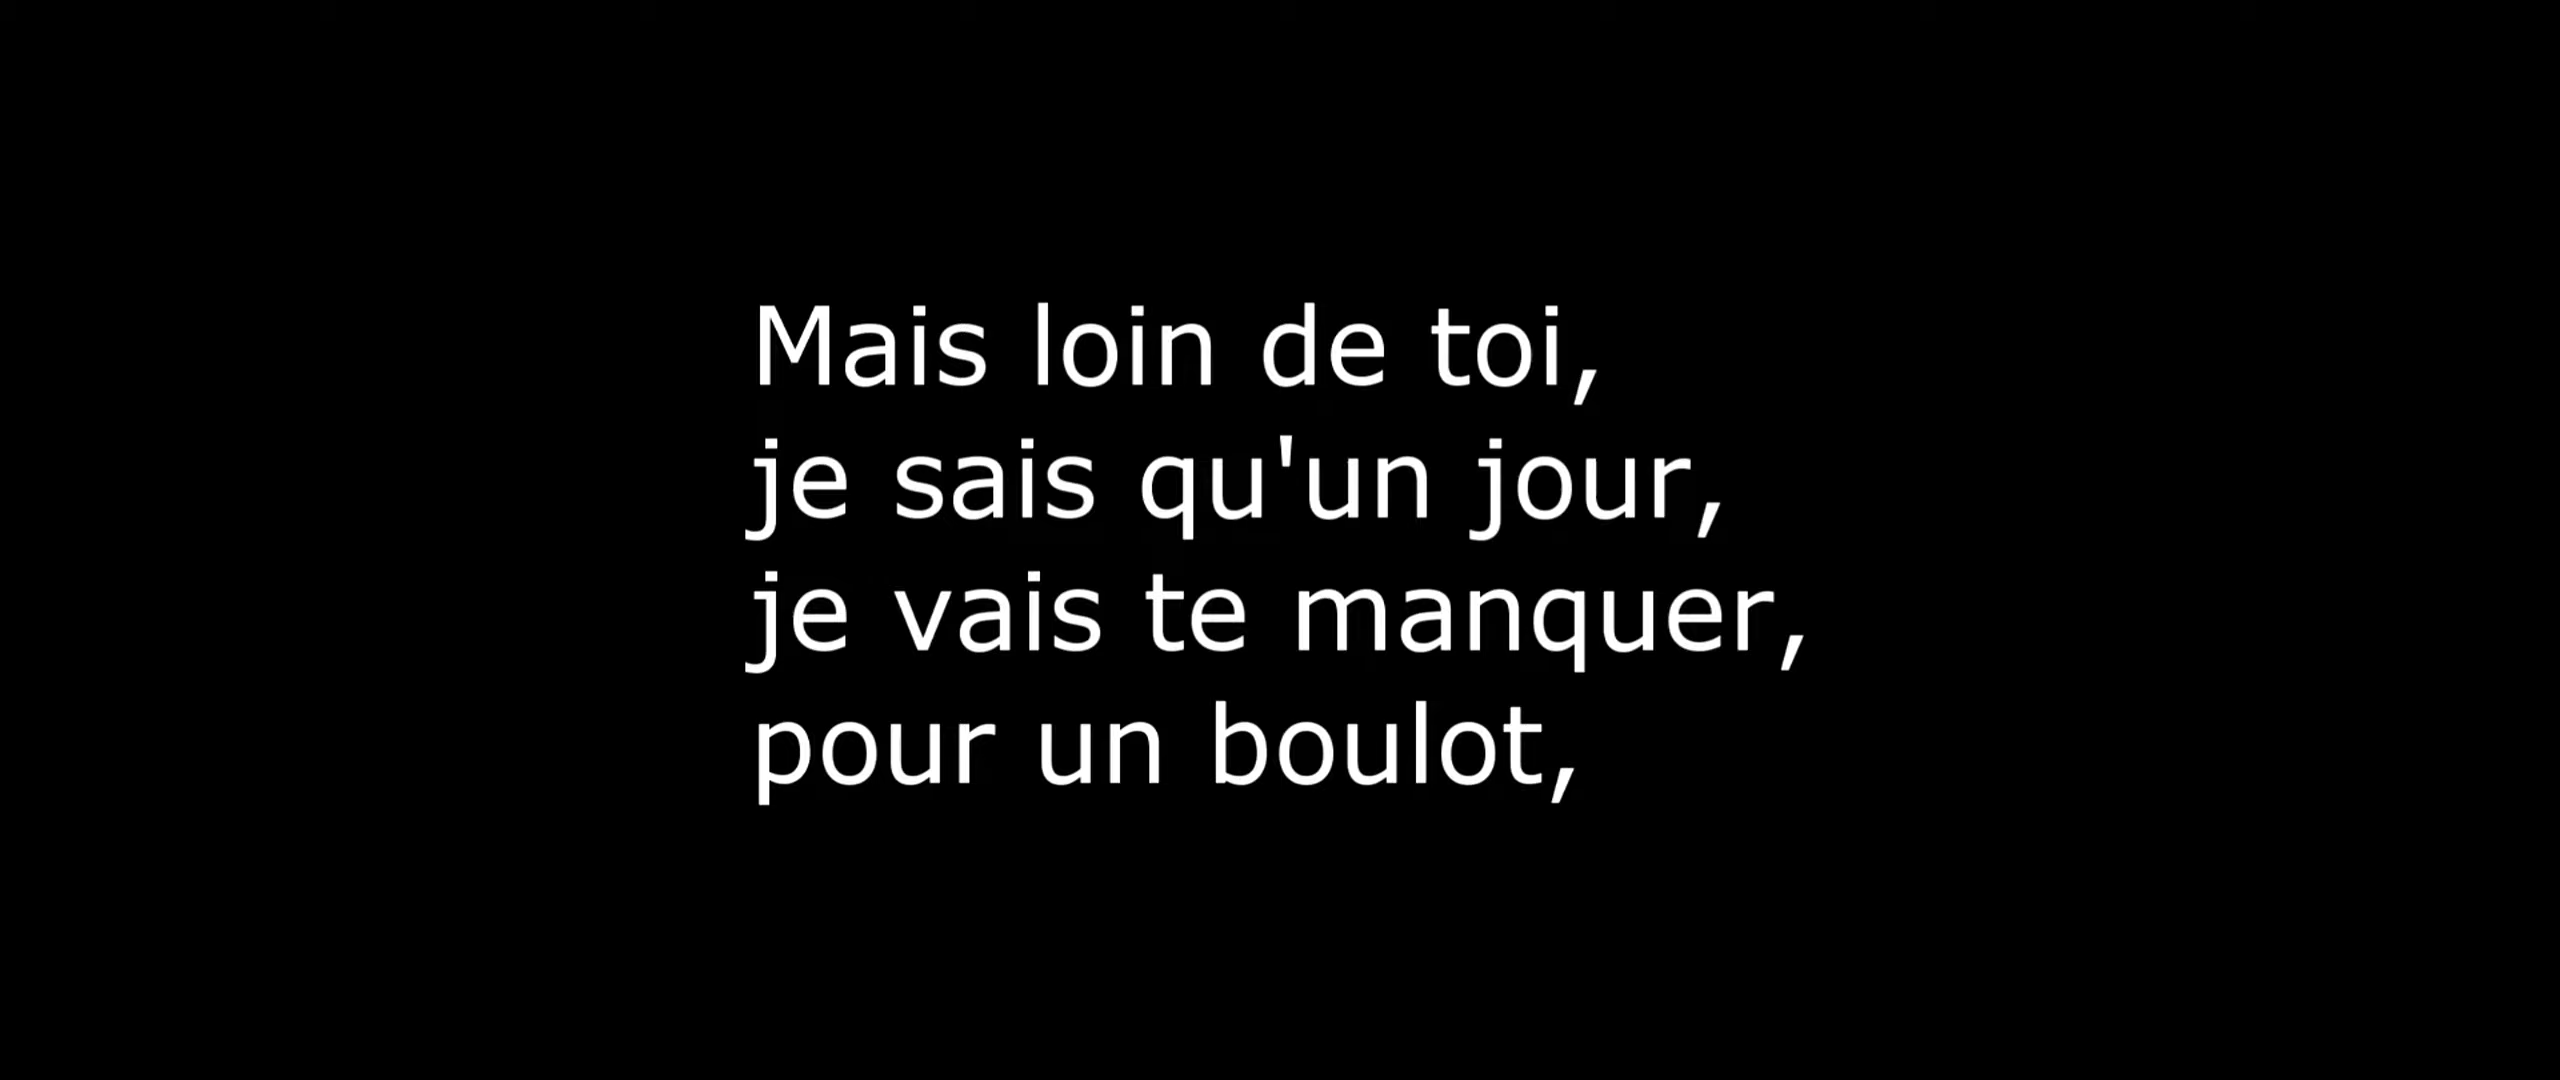 Mais loin de toi,
je sais qu'un jour,
je vais te manquer,
pour un boulot,